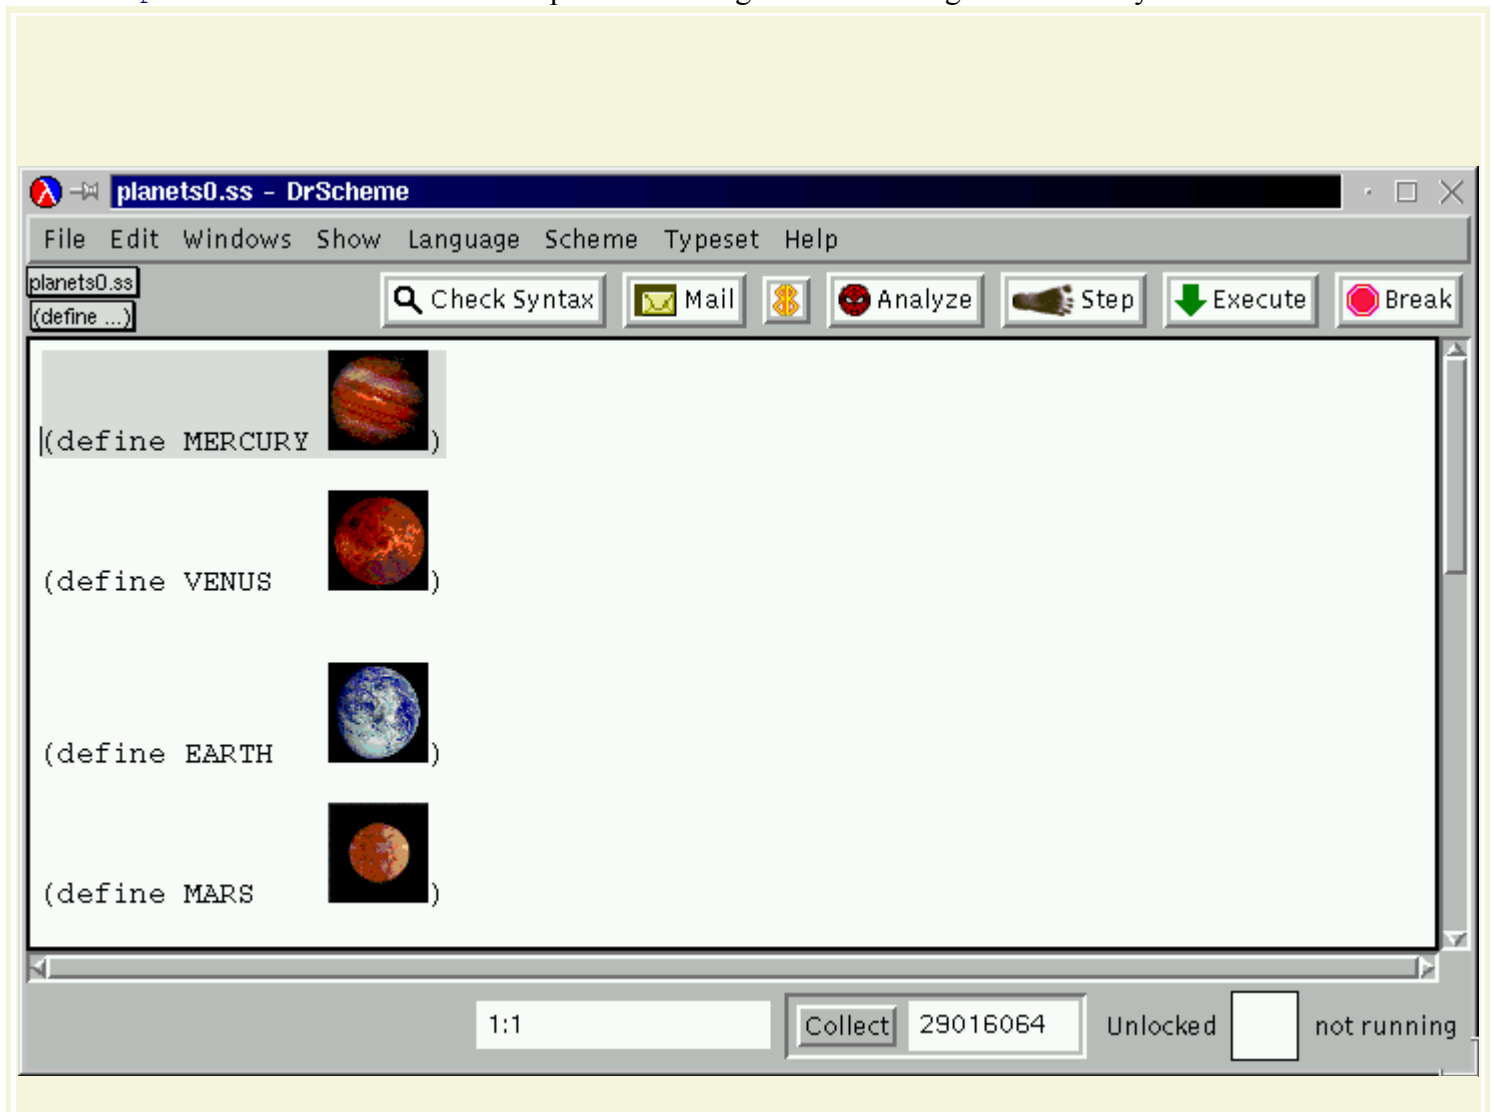 planets0.ss - DrScheme
File Edit Windows Show Language Scheme Typeset Help
planets0.ss
(define ...)
Check Syntax Mail Analyze Step Execute Break
(define MERCURY )
(define VENUS )
(define EARTH )
(define MARS )
1:1 Collect 29016064 Unlocked not running